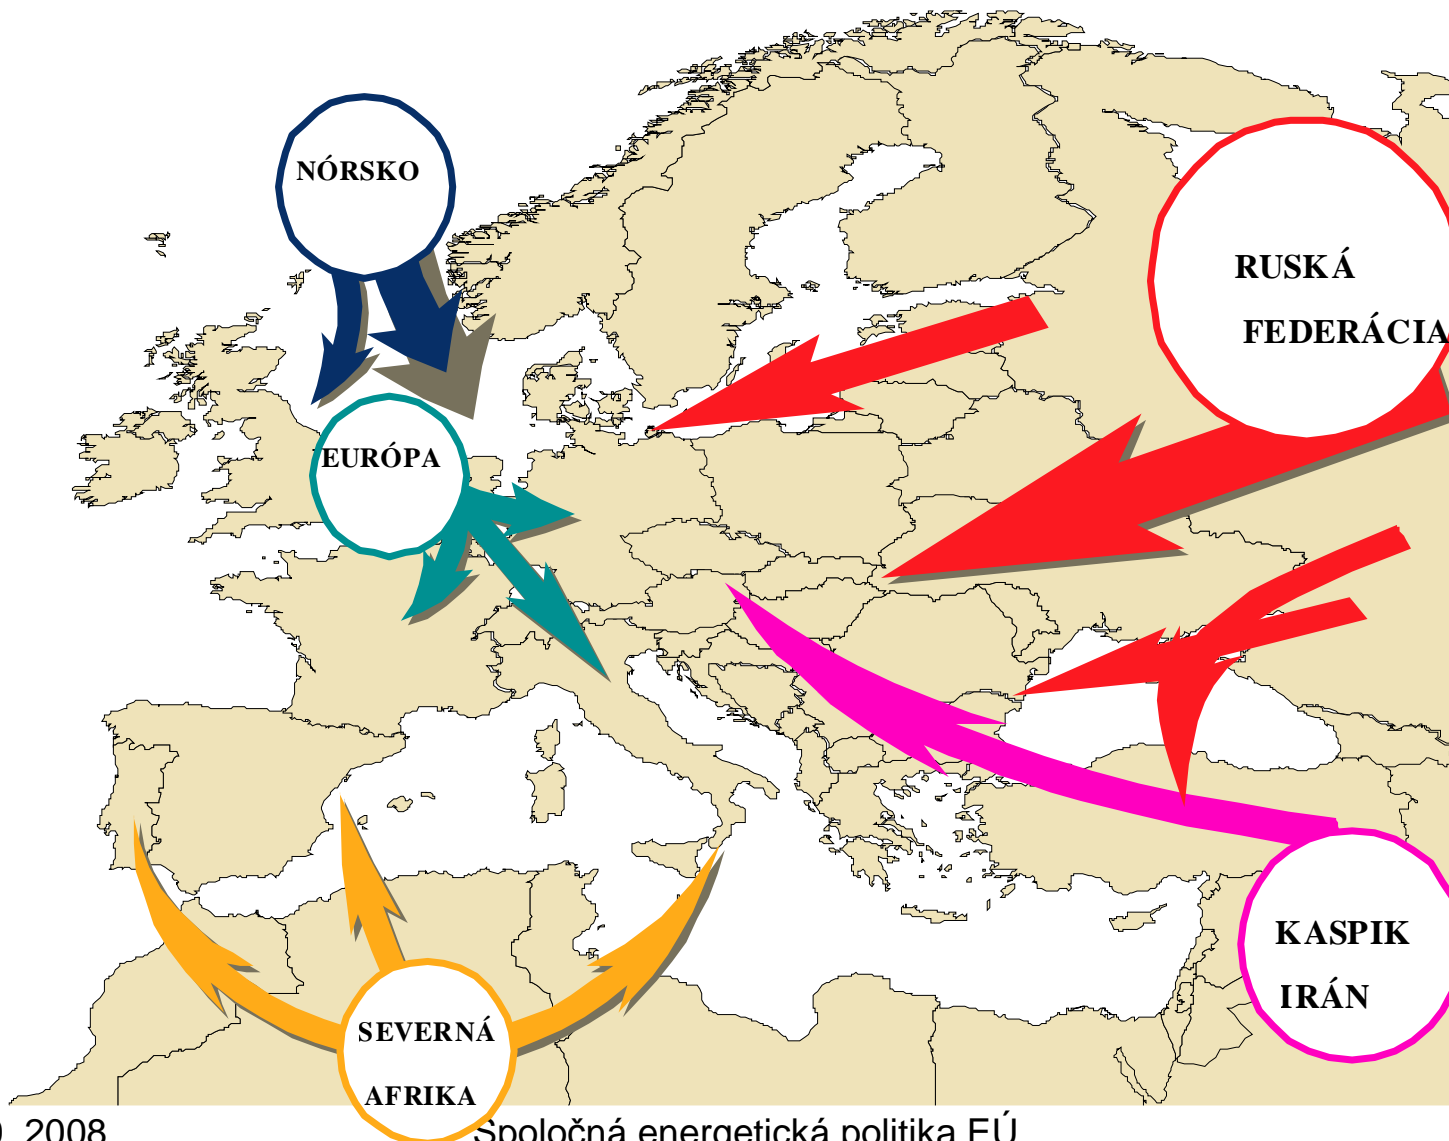 NÓRSKO
RUSKÁ
FEDERÁCIA
EURÓPA
KASPIK
IRÁN
SEVERNÁ
AFRIKA
2008
Spoločná energetická politika EÚ